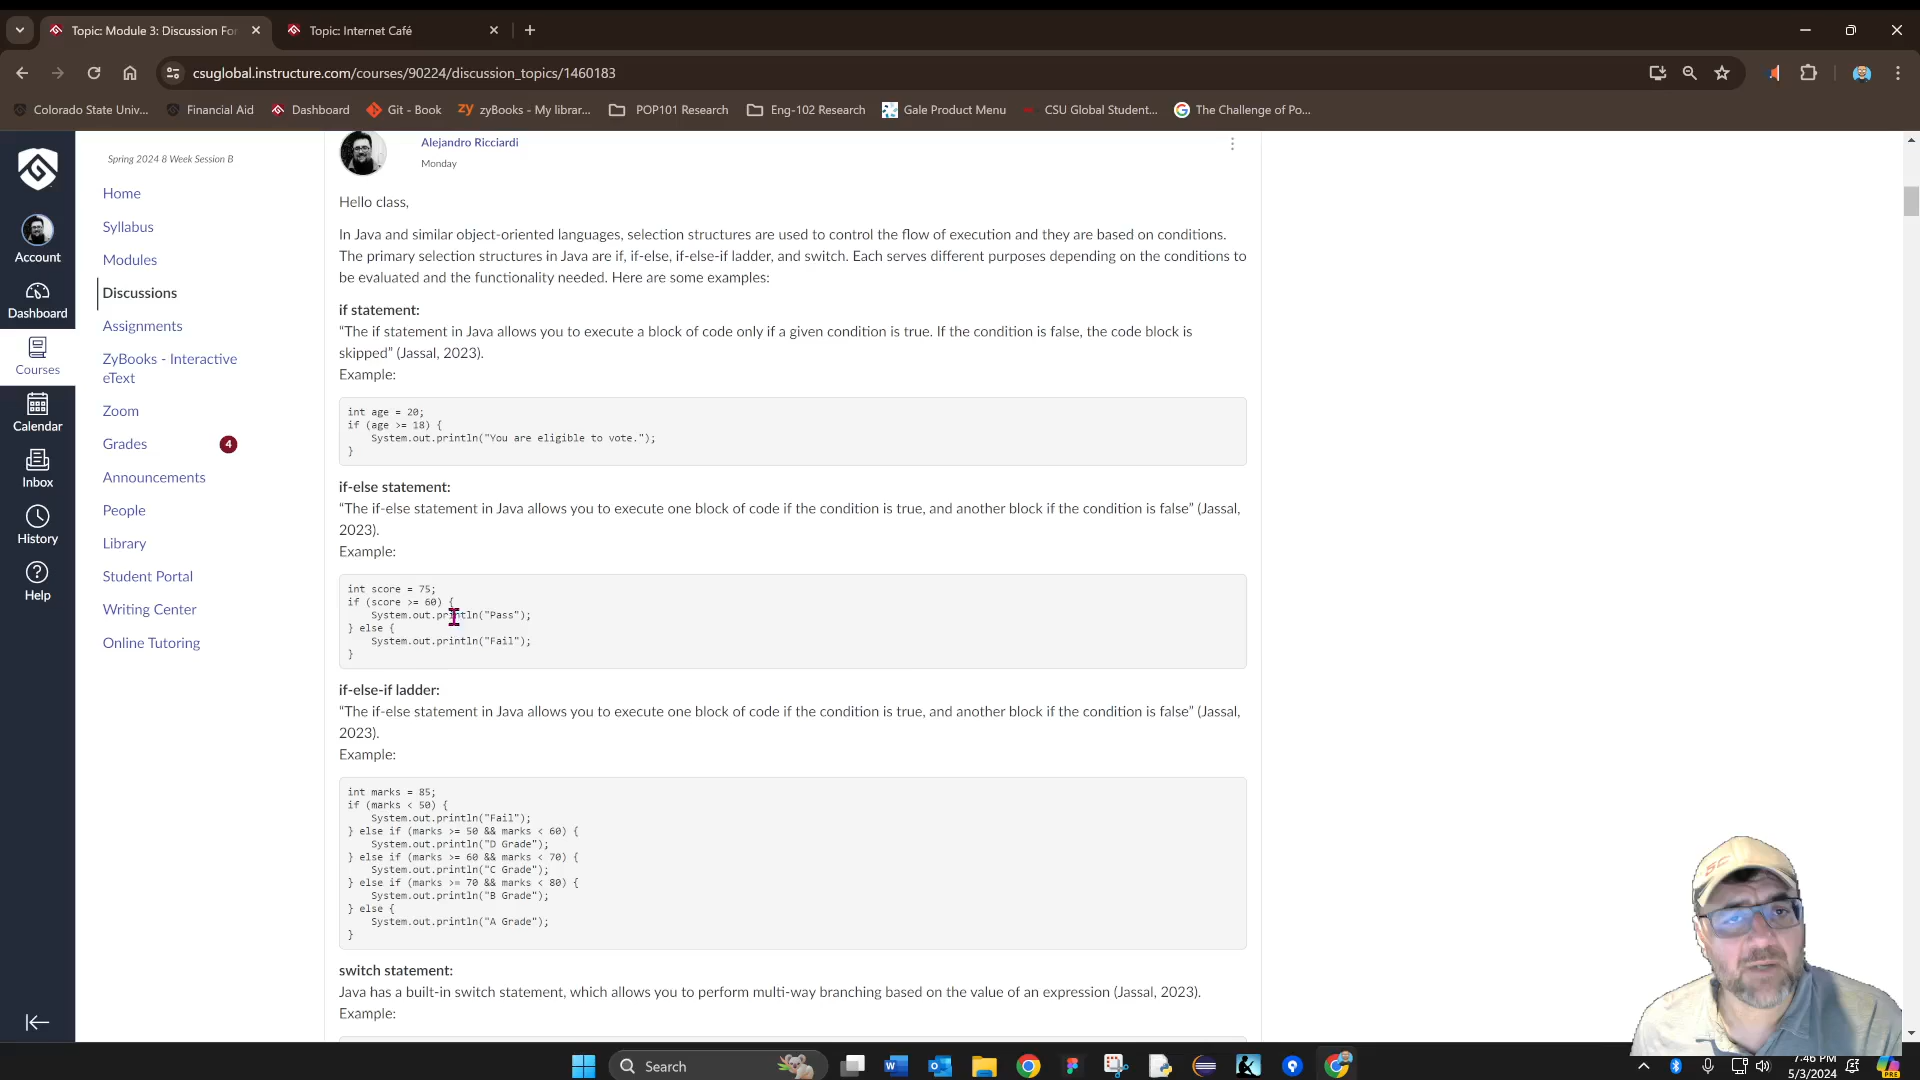 Topic: Module 3: Discussion For
Topic: Internet Café
csuglobal.instructure.com/courses/90224/discussion_topics/1460183
Colorado State Univ...
Financial Aid
Dashboard
Git - Book
zyBooks - My librar...
POP101 Research
Eng-102 Research
Gale Product Menu
CSU Global Student...
The Challenge of Po...
Account
Dashboard
Courses
Calendar
Inbox
History
Help
Spring 2024 8 Week Session B
Home
Syllabus
Modules
Discussions
Assignments
ZyBooks - Interactive
eText
Zoom
Grades 4
Announcements
People
Library
Student Portal
Writing Center
Online Tutoring
Alejandro Ricciardi
Monday
Hello class,
In Java and similar object-oriented languages, selection structures are used to control the flow of execution and they are based on conditions.
The primary selection structures in Java are if, if-else, if-else-if ladder, and switch. Each serves different purposes depending on the conditions to
be evaluated and the functionality needed. Here are some examples:
if statement:
“The if statement in Java allows you to execute a block of code only if a given condition is true. If the condition is false, the code block is
skipped” (Jassal, 2023).
Example:
int age = 20;
if (age >= 18) {
    System.out.println("You are eligible to vote.");
}
if-else statement:
“The if-else statement in Java allows you to execute one block of code if the condition is true, and another block if the condition is false” (Jassal,
2023).
Example:
int score = 75;
if (score >= 60) {
    System.out.println("Pass");
} else {
    System.out.println("Fail");
}
if-else-if ladder:
“The if-else statement in Java allows you to execute one block of code if the condition is true, and another block if the condition is false” (Jassal,
2023).
Example:
int marks = 85;
if (marks < 50) {
    System.out.println("Fail");
} else if (marks >= 50 && marks < 60) {
    System.out.println("D Grade");
} else if (marks >= 60 && marks < 70) {
    System.out.println("C Grade");
} else if (marks >= 70 && marks < 80) {
    System.out.println("B Grade");
} else {
    System.out.println("A Grade");
}
switch statement:
Java has a built-in switch statement, which allows you to perform multi-way branching based on the value of an expression (Jassal, 2023).
Example:
Search
7:46 PM
5/3/2024